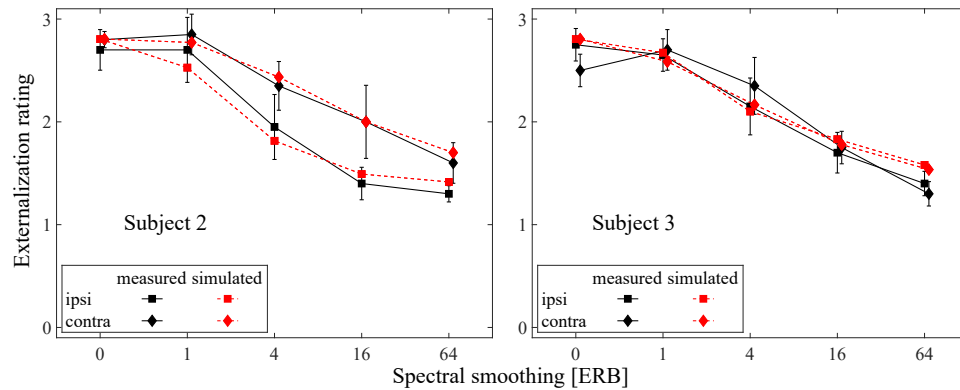 Externalization rating
3
2
1
0
Subject 2
measured simulated
ipsi
contra
0 1 4 16 64
3
2
1
0
Subject 3
measured simulated
ipsi
contra
0 1 4 16 64
Spectral smoothing [ERB]